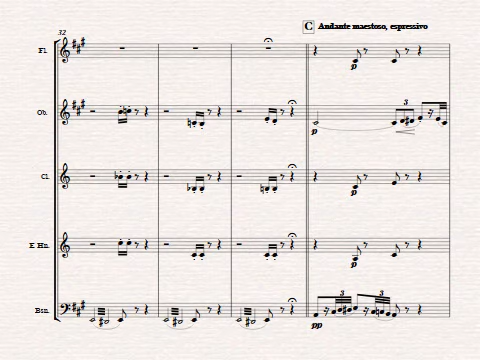 C Andante maestoso, espressivo
32
Fl.
p
Ob.
3
p
Cl.
p
E Hn.
p
Bsn.
3 3
pp